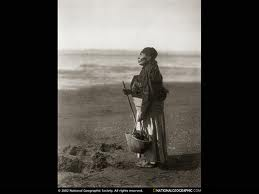 © 2002 National Geographic Society. All rights reserved.
NATIONALGEOGRAPHIC.COM